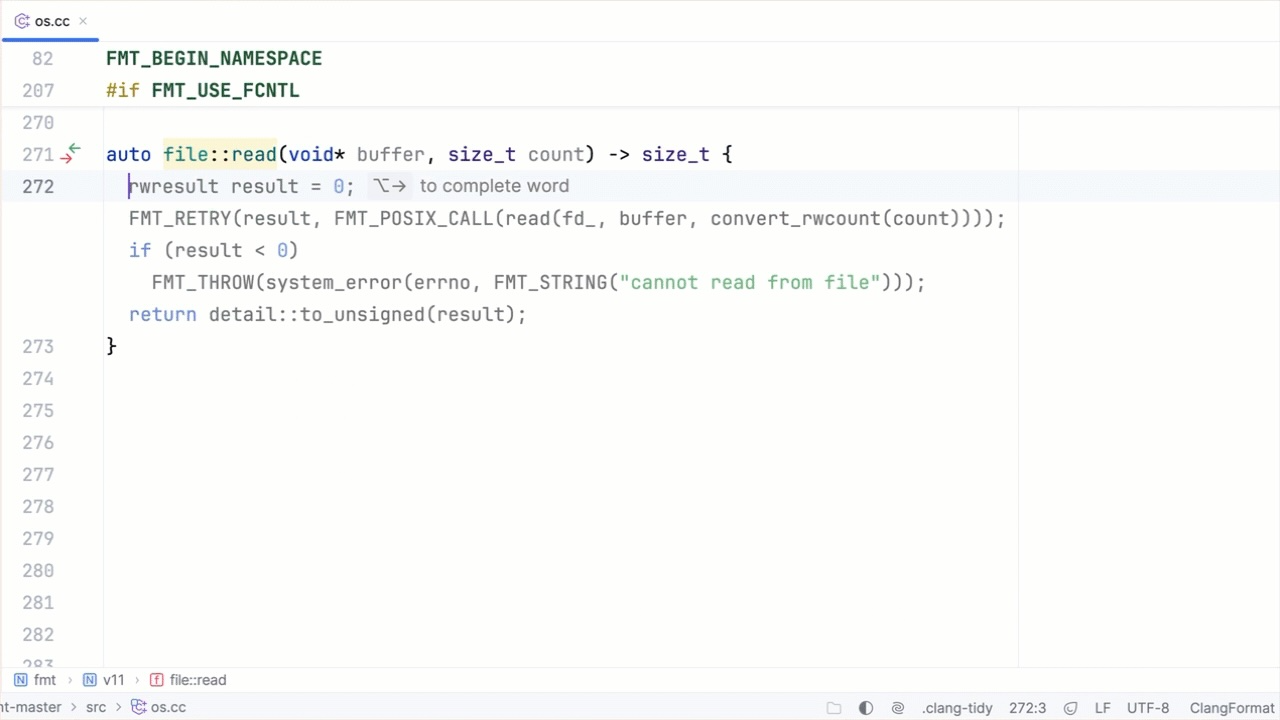 os.cc ×
82 FMT_BEGIN_NAMESPACE
207 #if FMT_USE_FCNTL
270
271 auto file::read(void* buffer, size_t count) -> size_t {
272 rwresult result = 0; ⌥→ to complete word
FMT_RETRY(result, FMT_POSIX_CALL(read(fd_, buffer, convert_rwcount(count))));
if (result < 0)
FMT_THROW(system_error(errno, FMT_STRING("cannot read from file")));
return detail::to_unsigned(result);
273 }
274
275
276
277
278
279
280
281
282
283
N fmt › N v11 › f file::read
nt-master › src › os.cc .clang-tidy 272:3 LF UTF-8 ClangFormat